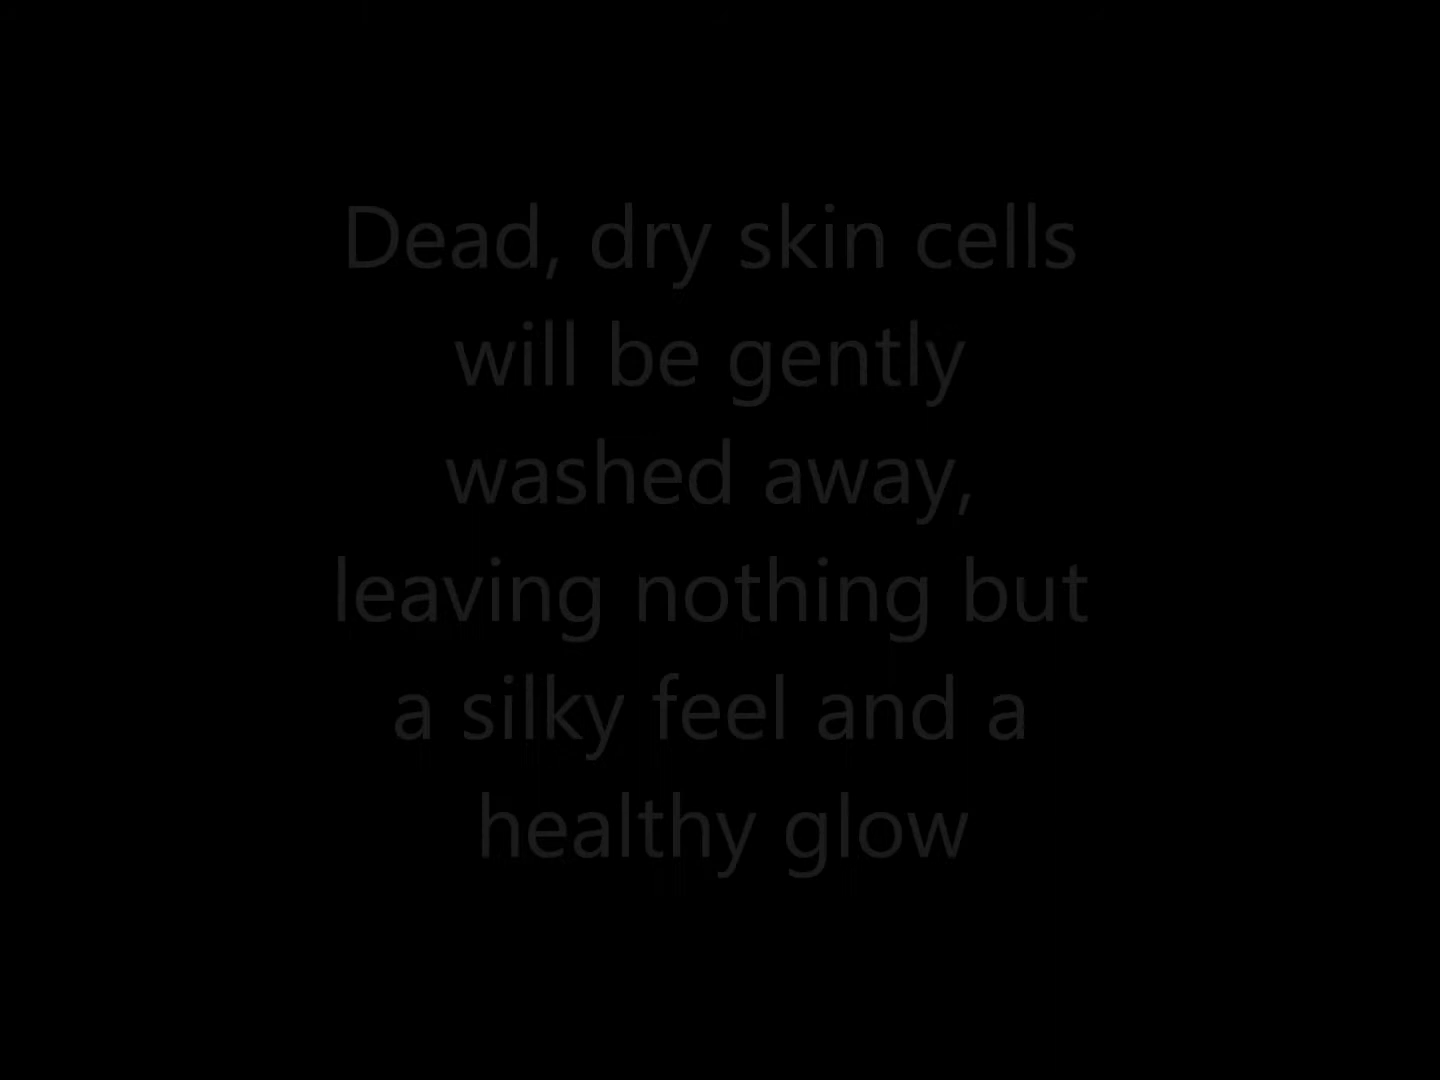 Dead, dry skin cells
will be gently
washed away,
leaving nothing but
a silky feel and a
healthy glow